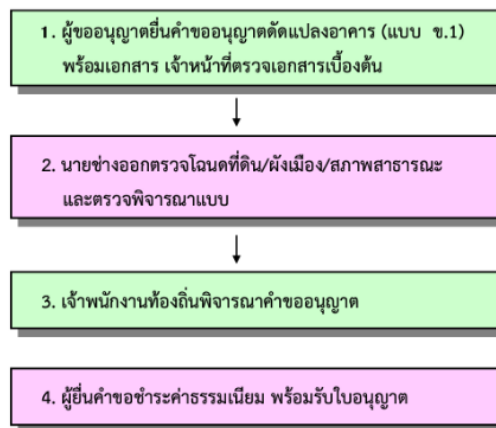 1. ผู้ขออนุญาตยื่นคำขออนุญาตดัดแปลงอาคาร (แบบ ข.1)
พร้อมเอกสาร เจ้าหน้าที่ตรวจเอกสารเบื้องต้น
2. นายช่างออกตรวจโฉนดที่ดิน/ผังเมือง/สภาพสาธารณะ
และตรวจพิจารณาแบบ
3. เจ้าพนักงานท้องถิ่นพิจารณาคำขออนุญาต
4. ผู้ยื่นคำขอชำระค่าธรรมเนียม พร้อมรับใบอนุญาต